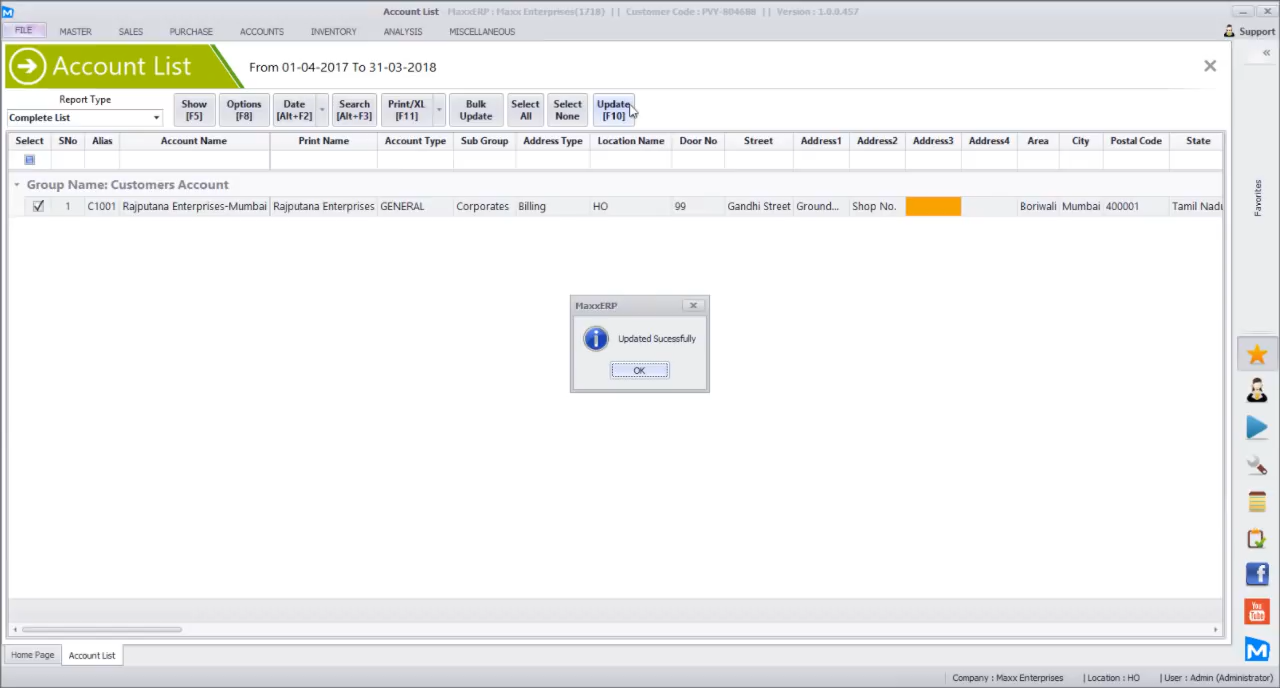 Account List MaxxERP : Maxx Enterprises(1718) || Customer Code : PVY-804688 || Version : 1.0.0.457
FILE MASTER SALES PURCHASE ACCOUNTS INVENTORY ANALYSIS MISCELLANEOUS Support
Account List From 01-04-2017 To 31-03-2018
Report Type
Complete List
Show [F5]
Options [F8]
Date [Alt+F2]
Search [Alt+F3]
Print/XL [F11]
Bulk Update
Select All
Select None
Update [F10]
Select SNo Alias Account Name Print Name Account Type Sub Group Address Type Location Name Door No Street Address1 Address2 Address3 Address4 Area City Postal Code State
Group Name: Customers Account
1 C1001 Rajputana Enterprises-Mumbai Rajputana Enterprises GENERAL Corporates Billing HO 99 Gandhi Street Ground... Shop No. Boriwali Mumbai 400001 Tamil Nadu
Favorites
MaxxERP
Updated Sucessfully
OK
You Tube
Home Page Account List
Company : Maxx Enterprises | Location : HO | User : Admin (Administrator)